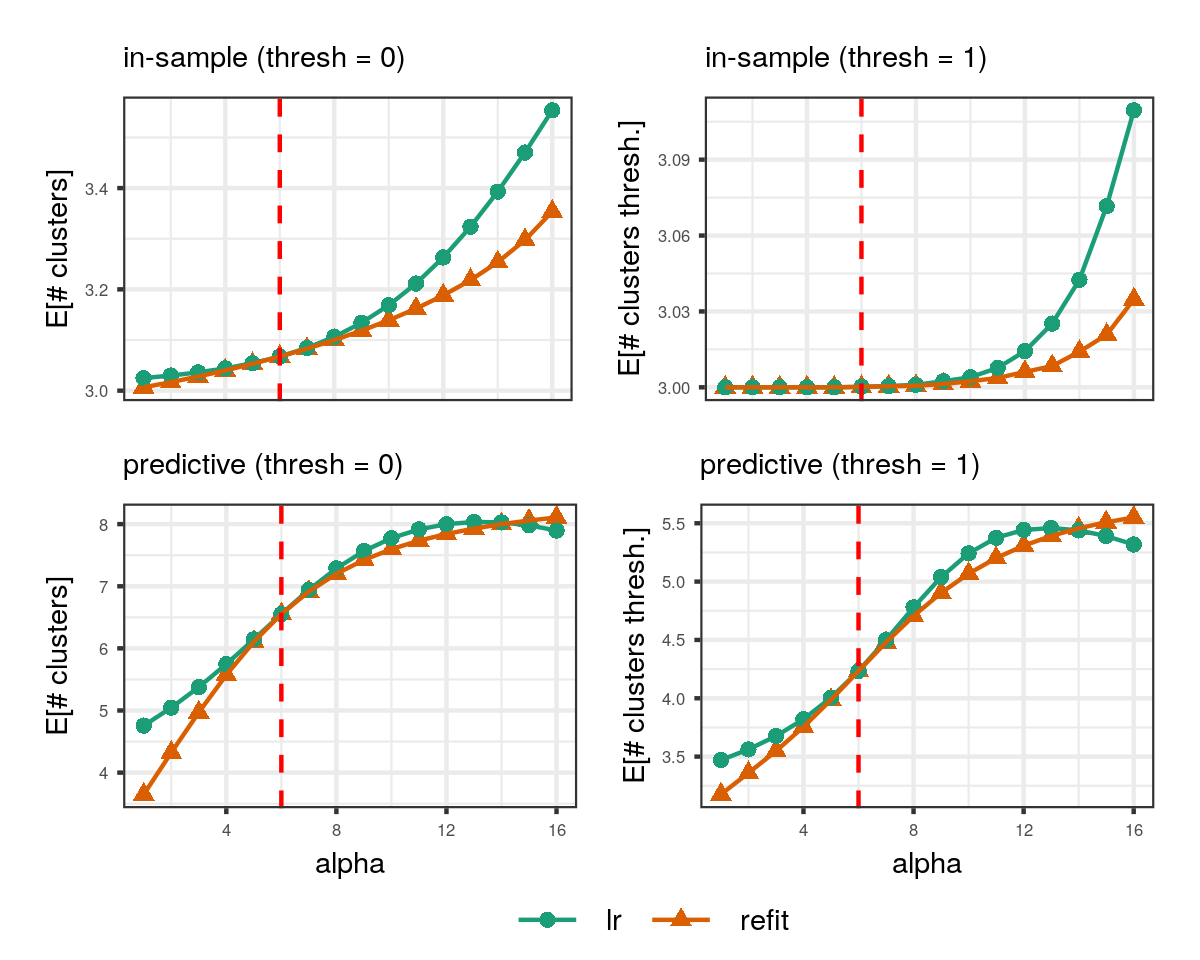 in-sample (thresh = 0)
in-sample (thresh = 1)
E[# clusters]
3.4
3.2
3.0
E[# clusters thresh.]
3.09
3.06
3.03
3.00
predictive (thresh = 0)
predictive (thresh = 1)
E[# clusters]
8
7
6
5
4
4 8 12 16
alpha
E[# clusters thresh.]
5.5
5.0
4.5
4.0
3.5
4 8 12 16
alpha
lr refit